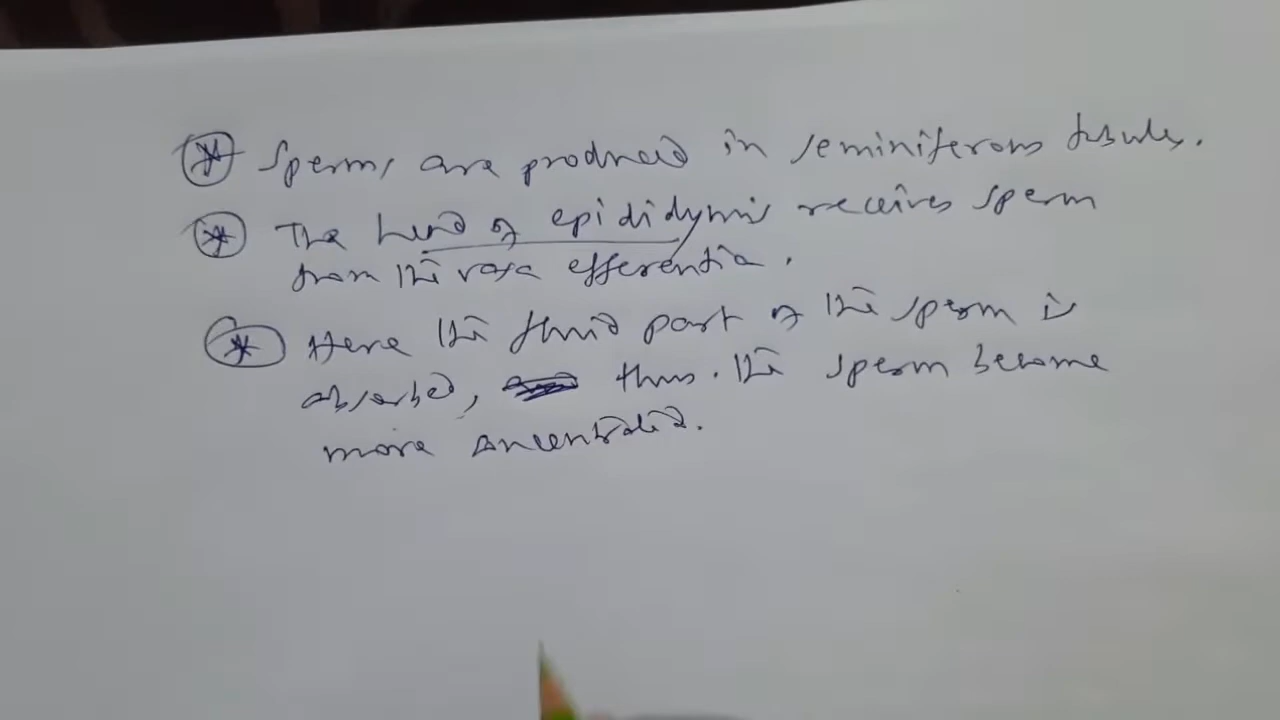 * Sperms are produced in seminiferous tubules.
* The head of epididymis receives sperm
from the vasa efferentia.
* Here the fluid part of the sperm is
absorbed, thus. the sperm become
more concentrated.